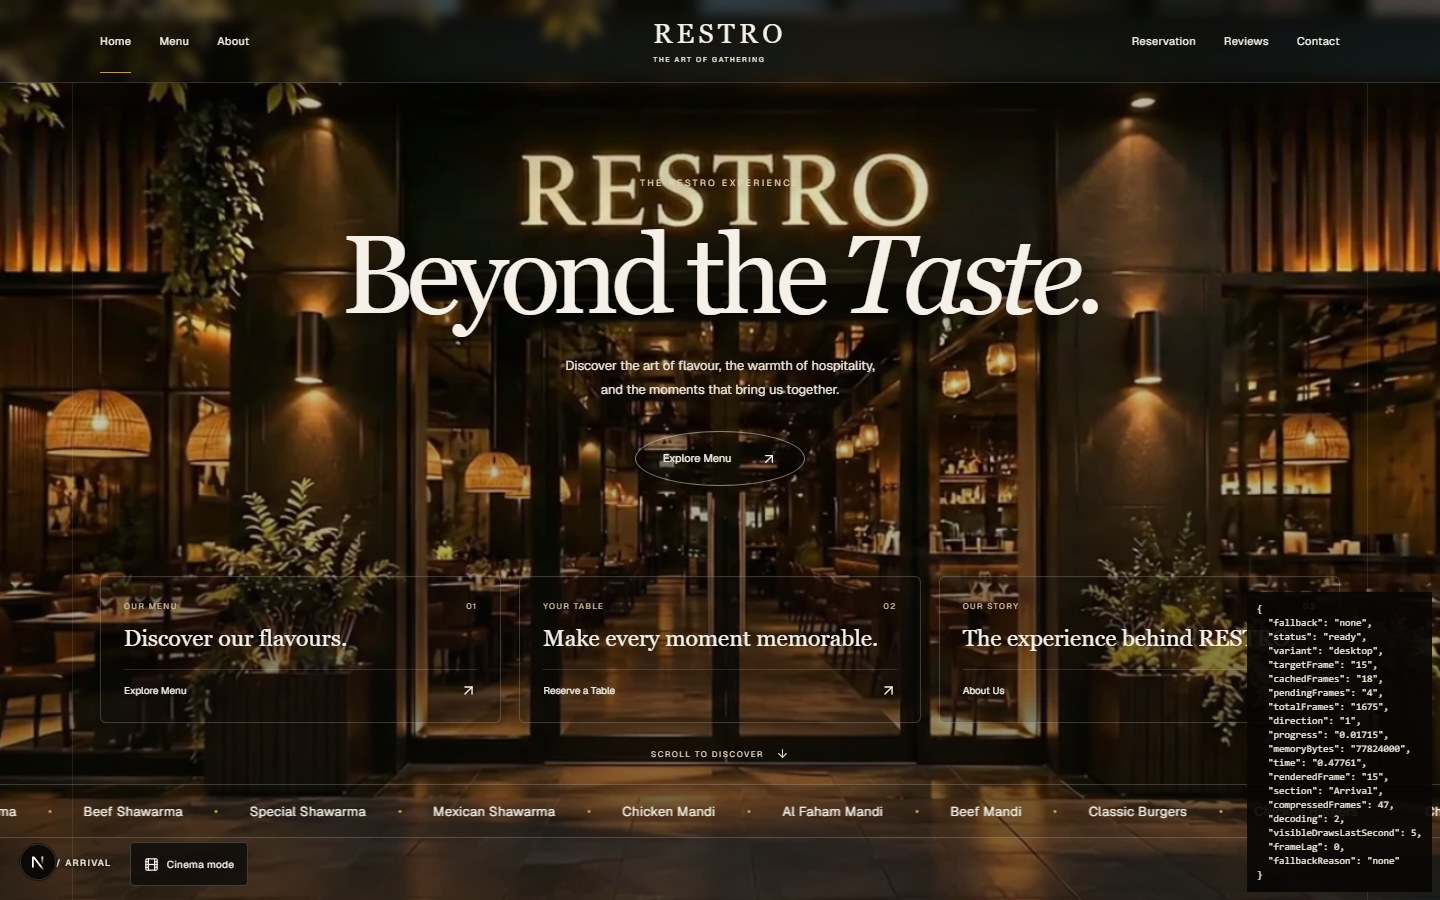 Home
Menu
About
RESTRO
THE ART OF GATHERING
Reservation
Reviews
Contact
RESTRO
THE RESTRO EXPERIENCE
Beyond the Taste.
Discover the art of flavour, the warmth of hospitality,
and the moments that bring us together.
Explore Menu
OUR MENU
01
Discover our flavours.
Explore Menu
YOUR TABLE
02
Make every moment memorable.
Reserve a Table
OUR STORY
03
The experience behind REST
About Us
SCROLL TO DISCOVER
ma • Beef Shawarma • Special Shawarma • Mexican Shawarma • Chicken Mandi • Al Faham Mandi • Beef Mandi • Classic Burgers •
N
/ ARRIVAL
Cinema mode
{
"fallback": "none",
"status": "ready",
"variant": "desktop",
"targetFrame": "15",
"cachedFrames": "18",
"pendingFrames": "4",
"totalFrames": "1675",
"direction": "1",
"progress": "0.01715",
"memoryBytes": "77824000",
"time": "0.47761",
"renderedFrame": "15",
"section": "Arrival",
"compressedFrames": 47,
"decoding": 2,
"visibleDrawsLastSecond": 5,
"frameLag": 0,
"fallbackReason": "none"
}